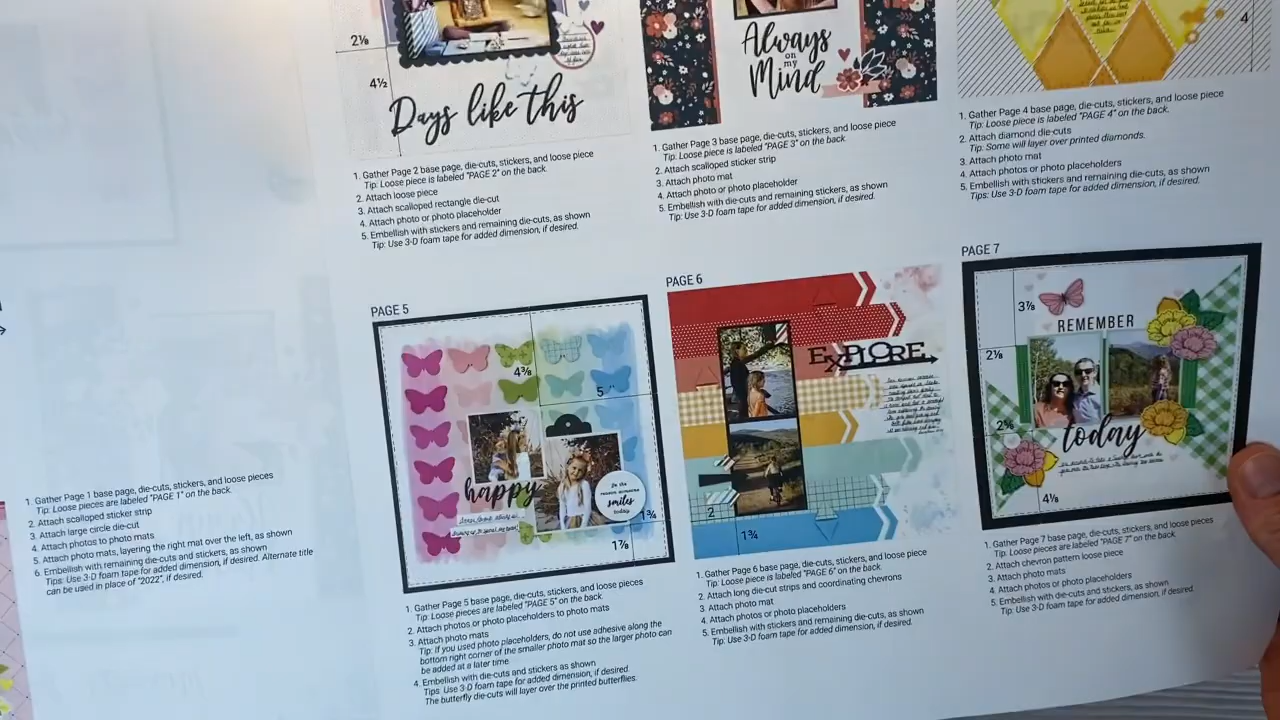 2⅛
4½
Days like this
1. Gather Page 2 base page, die-cuts, stickers, and loose piece
Tip: Loose piece is labeled "PAGE 2" on the back.
2. Attach loose piece
3. Attach scalloped rectangle die-cut
4. Attach photo or photo placeholder
5. Embellish with stickers and remaining die-cuts, as shown
Tip: Use 3-D foam tape for added dimension, if desired.
Always
on
my
Mind
1. Gather Page 3 base page, die-cuts, stickers, and loose piece
Tip: Loose piece is labeled "PAGE 3" on the back.
2. Attach scalloped sticker strip
3. Attach photo mat
4. Attach photo or photo placeholder
5. Embellish with die-cuts and remaining stickers, as shown
Tip: Use 3-D foam tape for added dimension, if desired.
4
1. Gather Page 4 base page, die-cuts, stickers, and loose piece
Tip: Loose piece is labeled "PAGE 4" on the back.
2. Attach diamond die-cuts
Tip: Some will layer over printed diamonds.
3. Attach photo mat
4. Attach photos or photo placeholders
5. Embellish with stickers and remaining die-cuts, as shown
Tips: Use 3-D foam tape for added dimension, if desired.
1. Gather Page 1 base page, die-cuts, stickers, and loose pieces
Tip: Loose pieces are labeled "PAGE 1" on the back.
2. Attach scalloped sticker strip
3. Attach large circle die-cut
4. Attach photos to photo mats
5. Attach photo mats, layering the right mat over the left, as shown
6. Embellish with remaining die-cuts and stickers, as shown
Tips: Use 3-D foam tape for added dimension, if desired. Alternate title
can be used in place of "2022", if desired.
PAGE 5
4⅜
5
happy
smiles
today
1¾
1⅞
1. Gather Page 5 base page, die-cuts, stickers, and loose pieces
Tip: Loose pieces are labeled "PAGE 5" on the back.
2. Attach photos or photo placeholders to photo mats
3. Attach photo mats
Tip: If you used photo placeholders, do not use adhesive along the
bottom right corner of the smaller photo mat so the larger photo can
be added at a later time
4. Embellish with die-cuts and stickers as shown
Tips: Use 3-D foam tape for added dimension, if desired.
The butterfly die-cuts will layer over the printed butterflies.
PAGE 6
EXPLORE
2
1¾
1. Gather Page 6 base page, die-cuts, stickers, and loose piece
Tip: Loose piece is labeled "PAGE 6" on the back.
2. Attach long die-cut strips and coordinating chevrons
3. Attach photo mat
4. Attach photos or photo placeholders
5. Embellish with stickers and remaining die-cuts, as shown
Tip: Use 3-D foam tape for added dimension, if desired.
PAGE 7
3⅞
REMEMBER
2⅛
today
4⅛
1. Gather Page 7 base page, die-cuts, stickers, and loose pieces
Tip: Loose pieces are labeled "PAGE 7" on the back.
2. Attach chevron pattern loose piece
3. Attach photo mats
4. Attach photos or photo placeholders
5. Embellish with die-cuts and stickers, as shown
Tip: Use 3-D foam tape for added dimension, if desired.